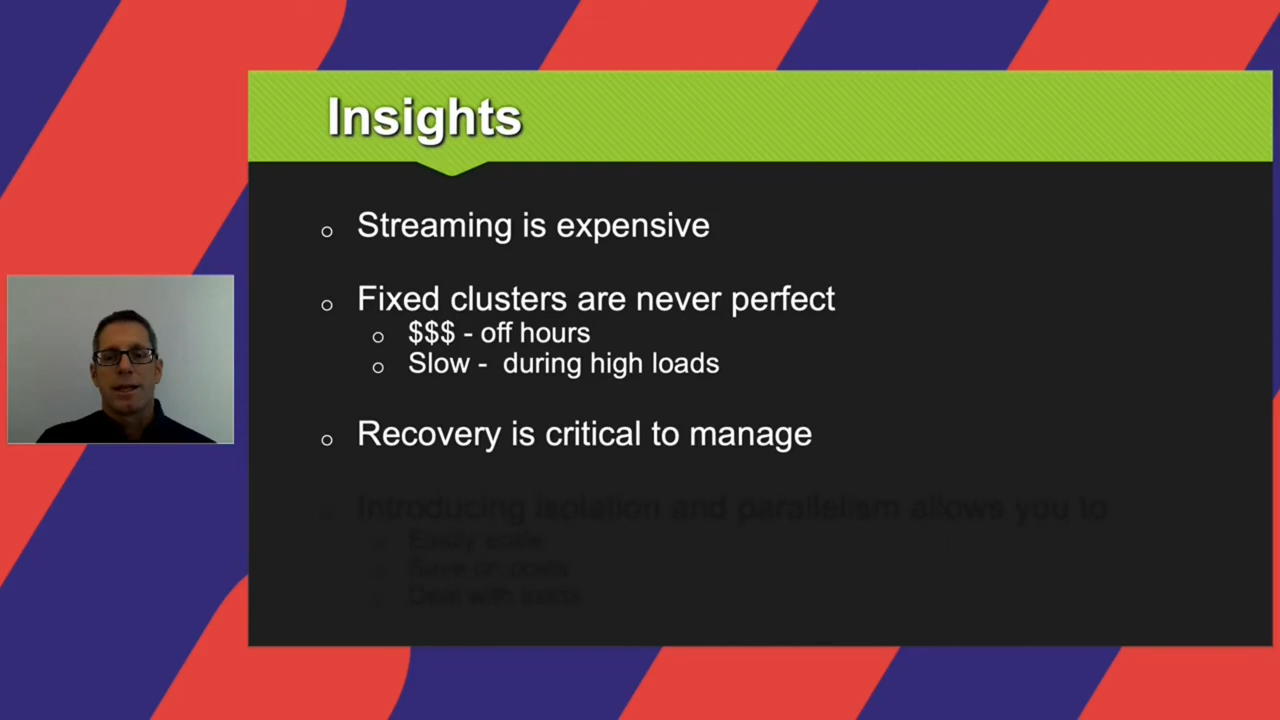 Insights
Streaming is expensive
Fixed clusters are never perfect
$$$ - off hours
Slow - during high loads
Recovery is critical to manage
Introducing isolation and parallelism allows you to
Easily scale
Save on costs
Deal with